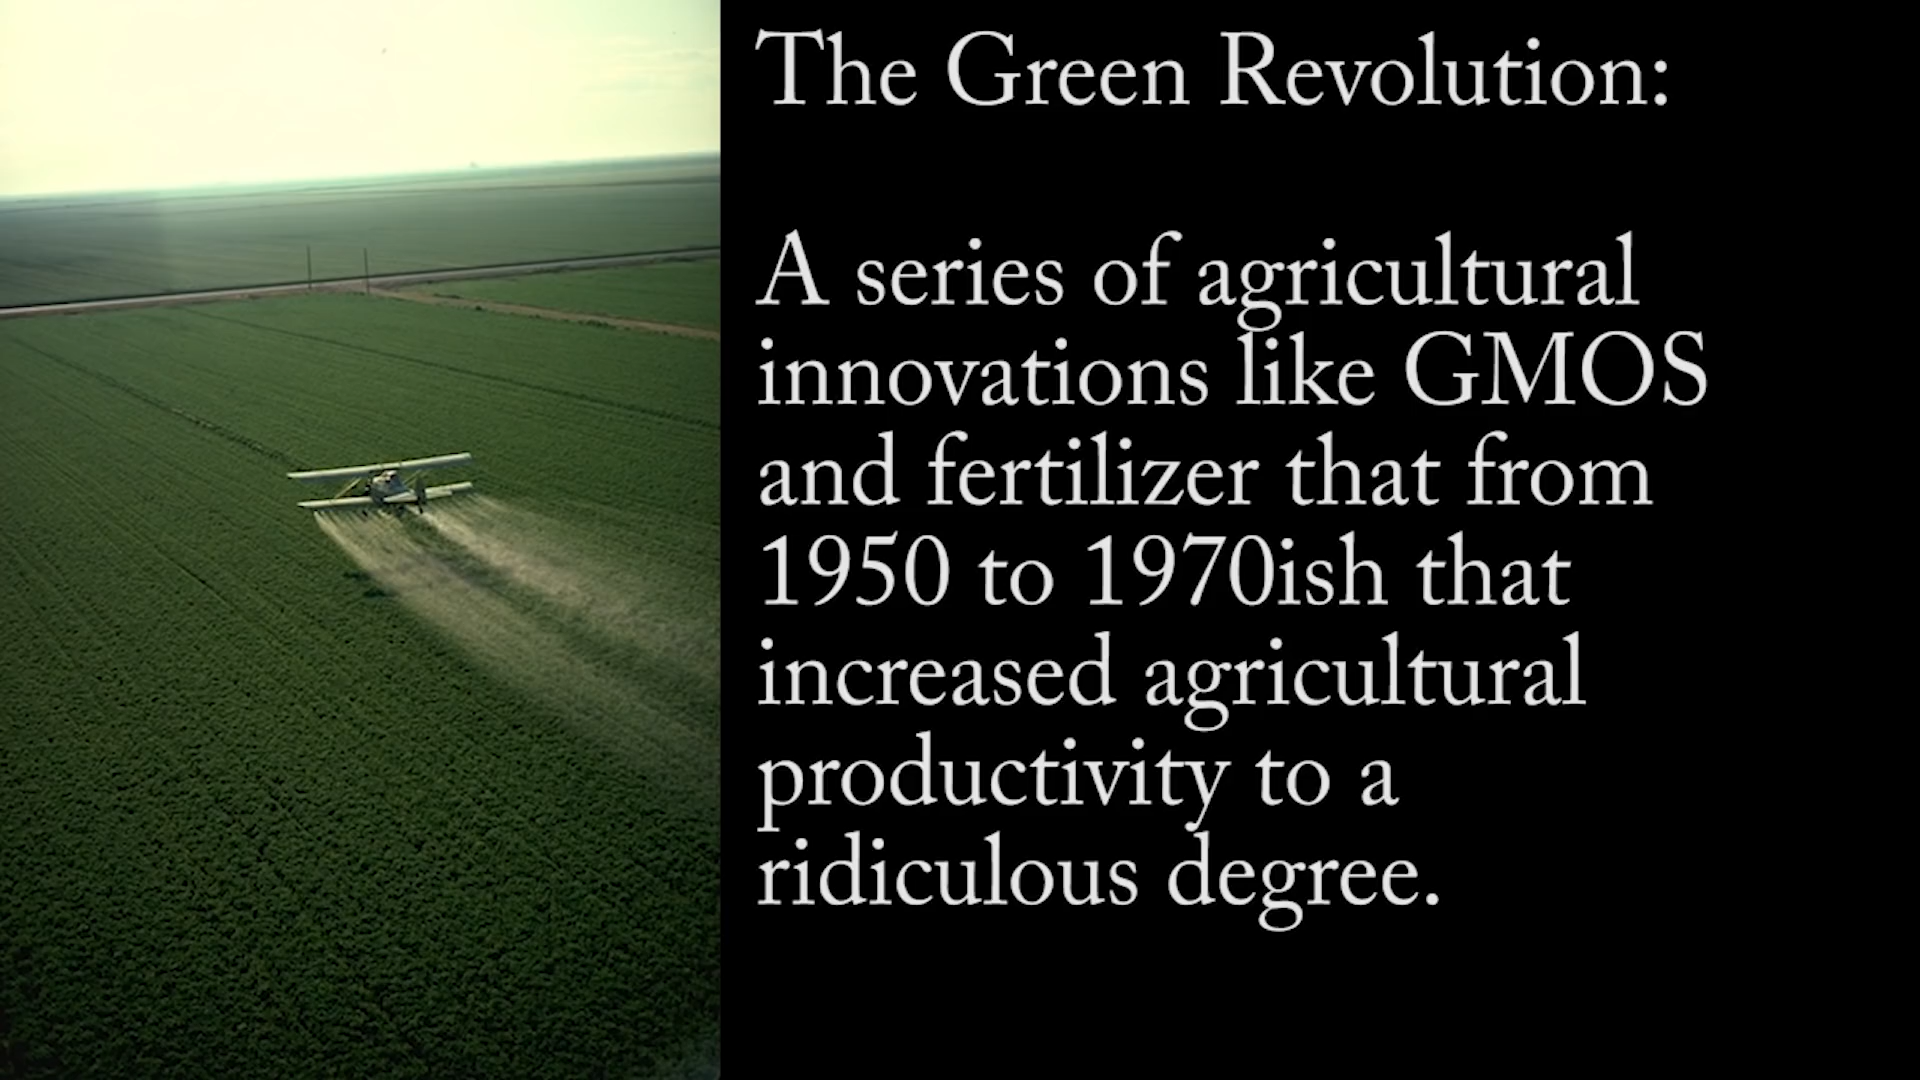 The Green Revolution:
A series of agricultural
innovations like GMOS
and fertilizer that from
1950 to 1970ish that
increased agricultural
productivity to a
ridiculous degree.